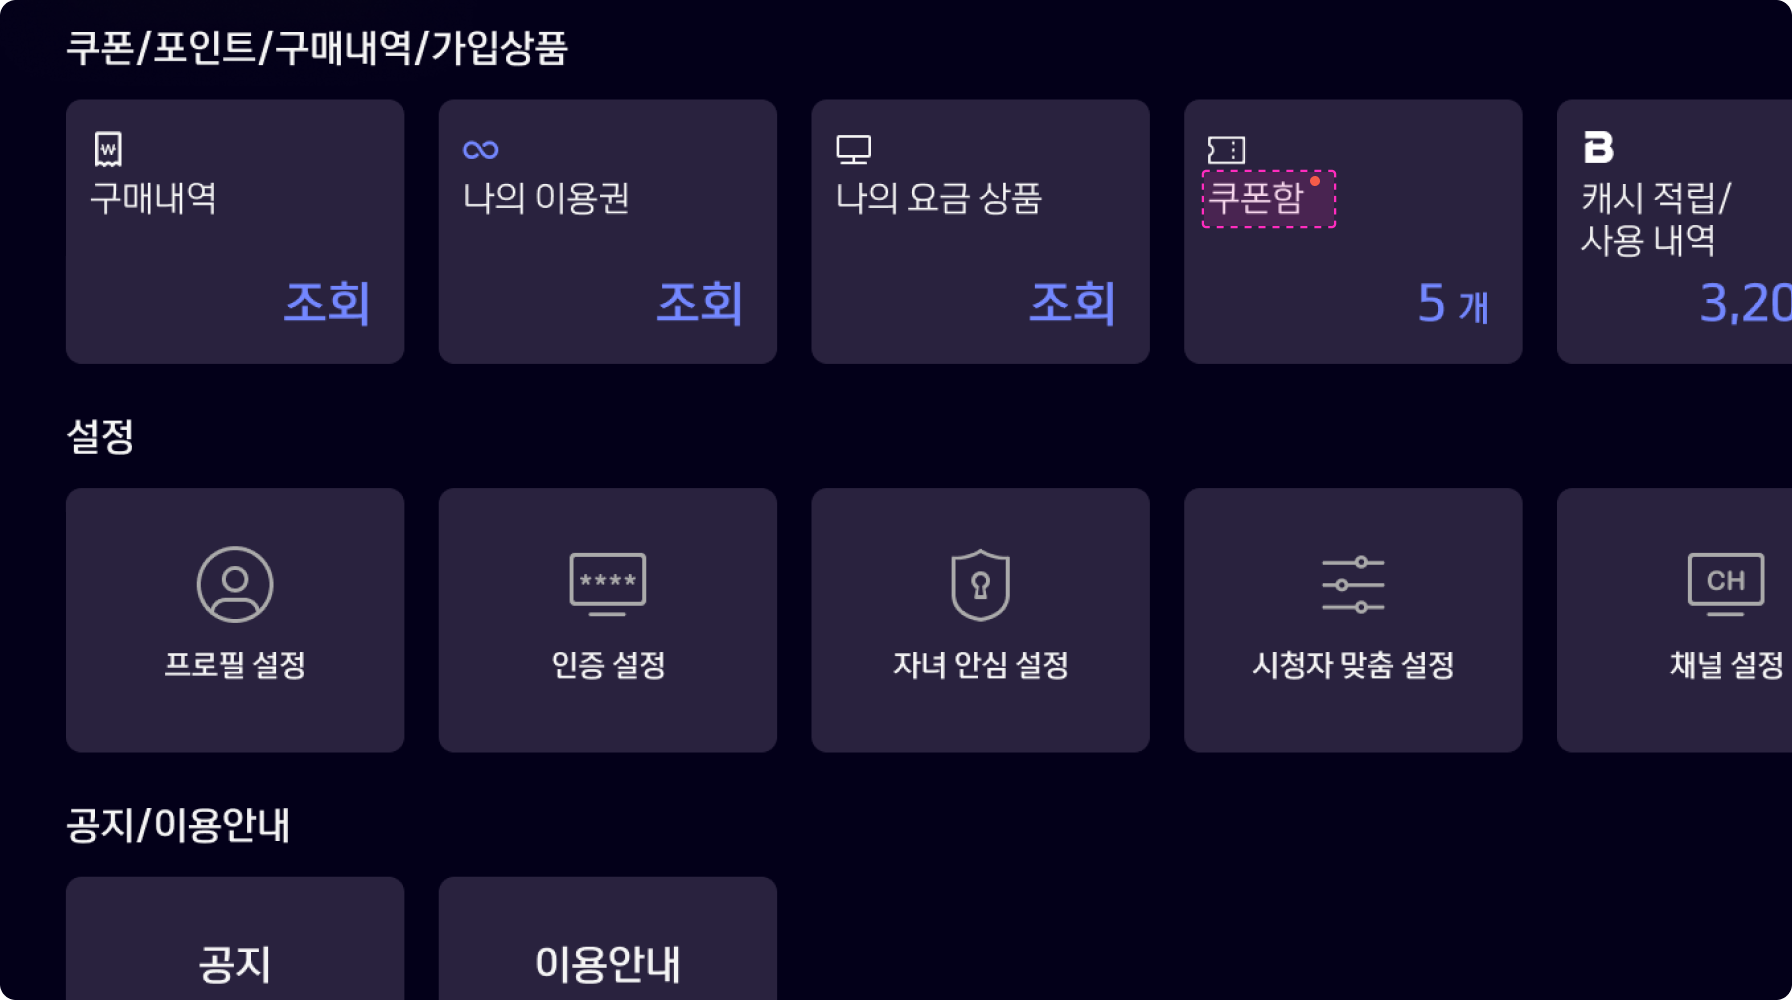 쿠폰/포인트/구매내역/가입상품
₩
구매내역
조회
나의 이용권
조회
나의 요금 상품
조회
쿠폰함
5 개
B
캐시 적립/
사용 내역
3,20
설정
프로필 설정
****
인증 설정
자녀 안심 설정
시청자 맞춤 설정
CH
채널 설정
공지/이용안내
공지
이용안내